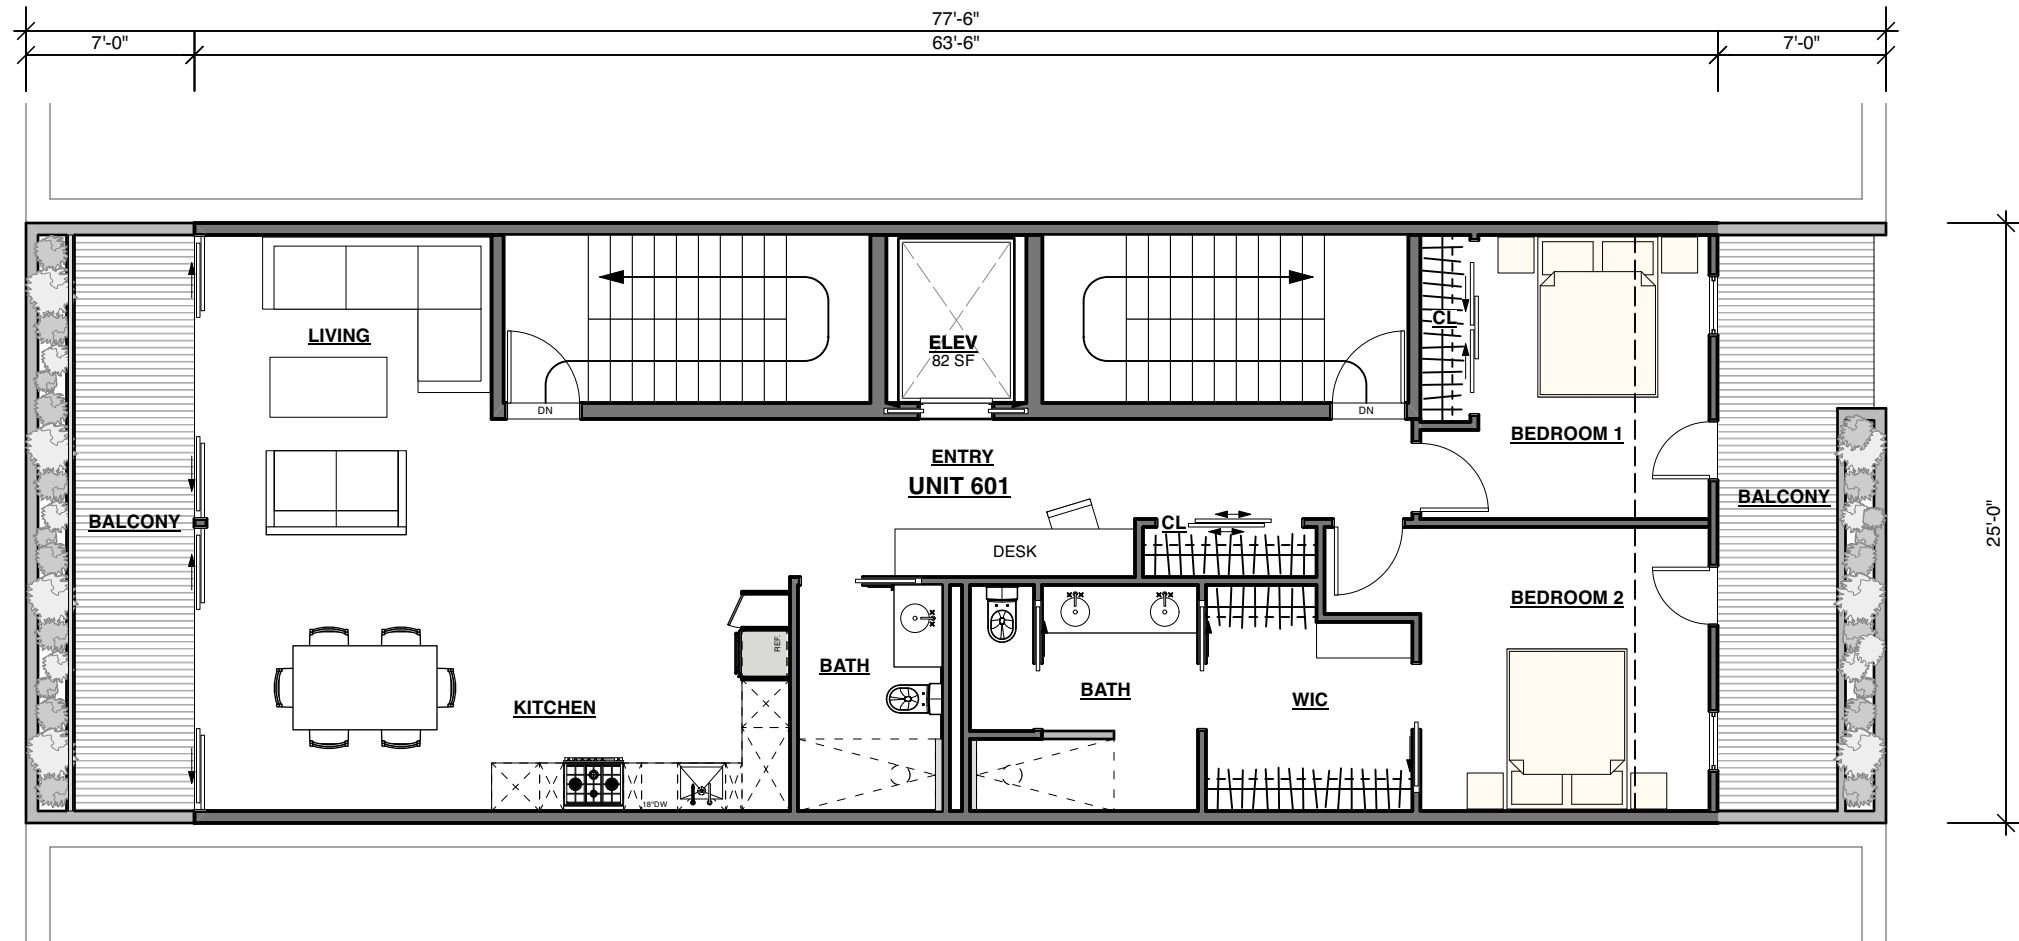 77'-6"
7'-0"
63'-6"
7'-0"
LIVING
CL
ELEV
82 SF
DN
DN
BEDROOM 1
ENTRY
UNIT 601
BALCONY
BALCONY
CL
DESK
25'-0"
BEDROOM 2
REF.
BATH
BATH
WIC
KITCHEN
18"DW